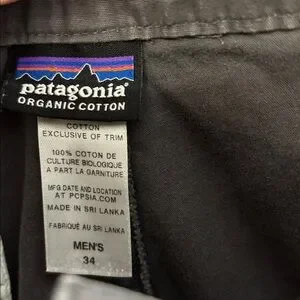 patagonia®
ORGANIC COTTON
COTTON
EXCLUSIVE OF TRIM
100% COTON DE
CULTURE BIOLOGIQUE
A PART LA GARNITURE
MFG DATE AND LOCATION
AT PCPSIA.COM
MADE IN SRI LANKA
FABRIQUÉ AU SRI LANKA
MEN'S
34